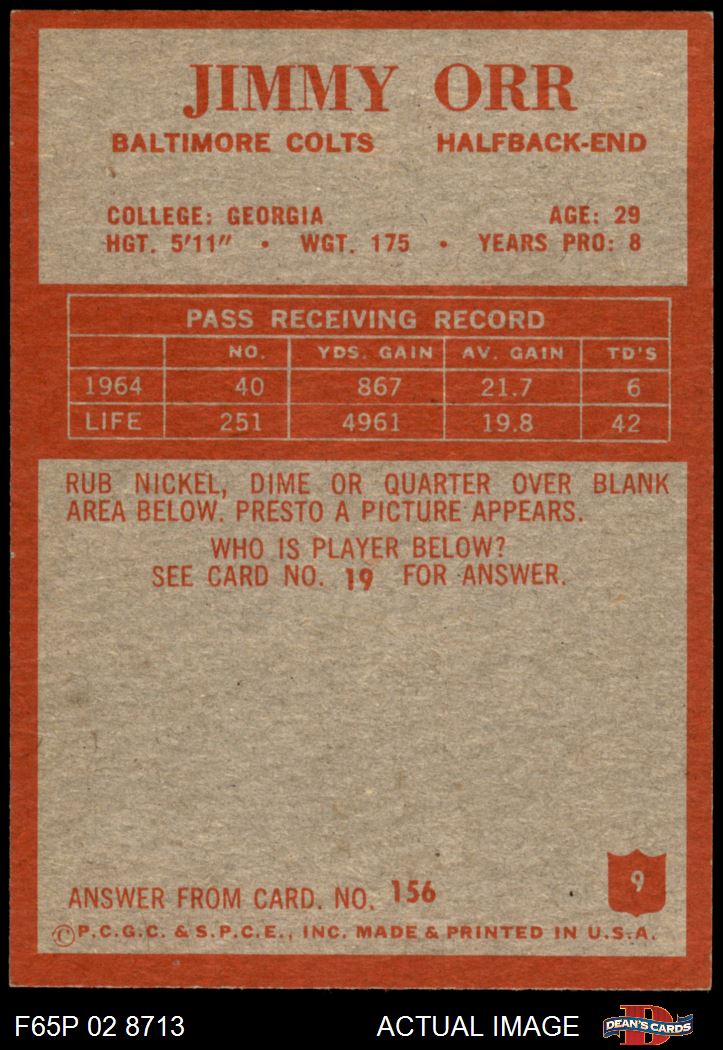 JIMMY ORR
BALTIMORE COLTS HALFBACK-END
COLLEGE: GEORGIA AGE: 29
HGT. 5'11" • WGT. 175 • YEARS PRO: 8
PASS RECEIVING RECORD
NO. YDS. GAIN AV. GAIN TD'S
1964 40 867 21.7 6
LIFE 251 4961 19.8 42
RUB NICKEL, DIME OR QUARTER OVER BLANK
AREA BELOW. PRESTO A PICTURE APPEARS.
WHO IS PLAYER BELOW?
SEE CARD NO. 19 FOR ANSWER.
9
ANSWER FROM CARD. NO. 156
©P.C.G.C. & S.P.C.E., INC. MADE & PRINTED IN U.S.A.
F65P 02 8713 ACTUAL IMAGE D DEAN'S CARDS